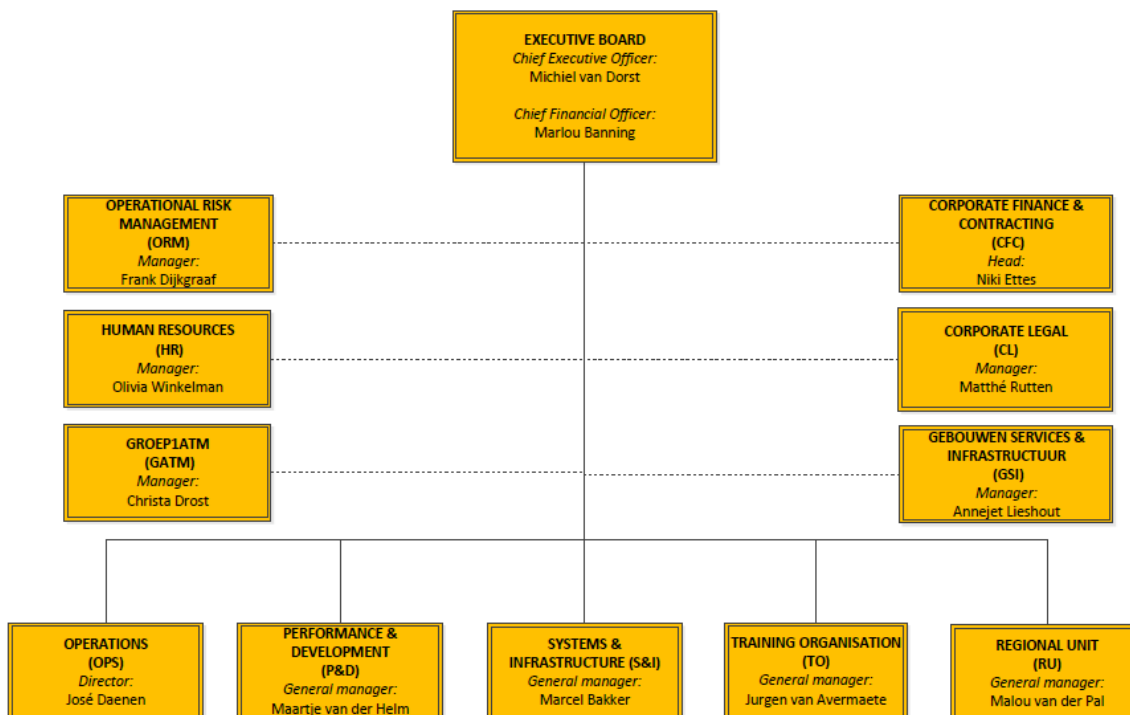 EXECUTIVE BOARD
Chief Executive Officer:
Michiel van Dorst
Chief Financial Officer:
Marlou Banning
OPERATIONAL RISK
MANAGEMENT
(ORM)
Manager:
Frank Dijkgraaf
CORPORATE FINANCE &
CONTRACTING
(CFC)
Head:
Niki Ettes
HUMAN RESOURCES
(HR)
Manager:
Olivia Winkelman
CORPORATE LEGAL
(CL)
Manager:
Matthé Rutten
GROEP1ATM
(GATM)
Manager:
Christa Drost
GEBOUWEN SERVICES &
INFRASTRUCTUUR
(GSI)
Manager:
Annejet Lieshout
OPERATIONS
(OPS)
Director:
José Daenen
PERFORMANCE &
DEVELOPMENT
(P&D)
General manager:
Maartje van der Helm
SYSTEMS &
INFRASTRUCTURE (S&I)
General manager:
Marcel Bakker
TRAINING ORGANISATION
(TO)
General manager:
Jurgen van Avermaete
REGIONAL UNIT
(RU)
General manager:
Malou van der Pal